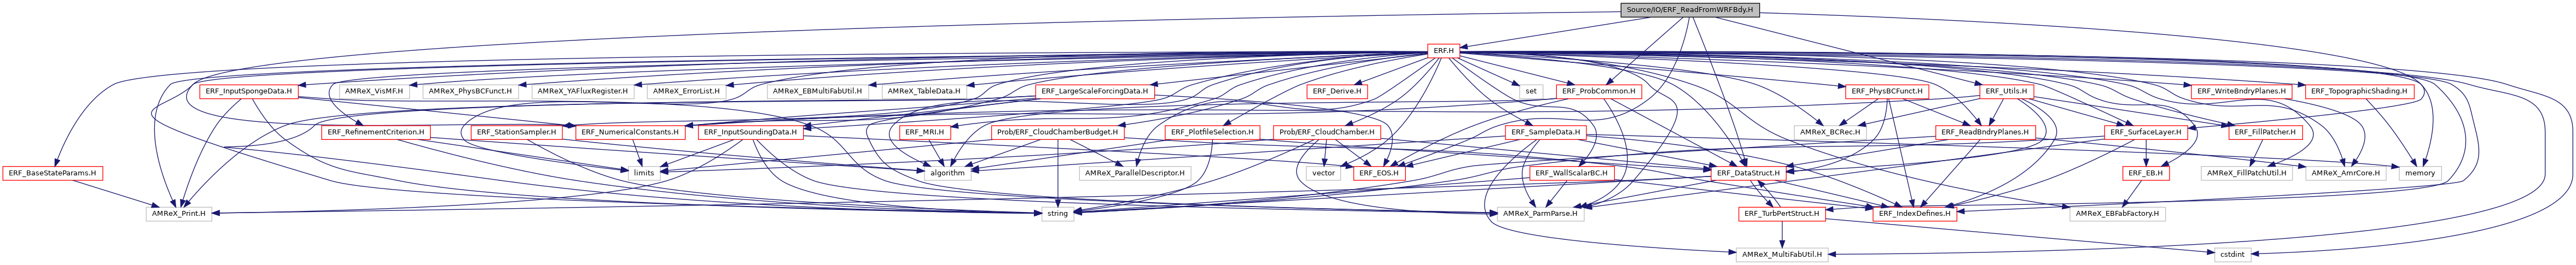 Source/IO/ERF_ReadFromWRFBdy.H
ERF.H
ERF_InputSpongeData.H
AMReX_VisMF.H
AMReX_PhysBCFunct.H
AMReX_YAFluxRegister.H
AMReX_ErrorList.H
AMReX_EBMultiFabUtil.H
AMReX_TableData.H
ERF_LargeScaleForcingData.H
ERF_Derive.H
set
ERF_ProbCommon.H
ERF_PhysBCFunct.H
ERF_Utils.H
ERF_WriteBndryPlanes.H
ERF_TopographicShading.H
ERF_RefinementCriterion.H
ERF_StationSampler.H
ERF_NumericalConstants.H
ERF_InputSoundingData.H
ERF_MRI.H
Prob/ERF_CloudChamberBudget.H
ERF_PlotfileSelection.H
Prob/ERF_CloudChamber.H
ERF_SampleData.H
AMReX_BCRec.H
ERF_ReadBndryPlanes.H
ERF_SurfaceLayer.H
ERF_FillPatcher.H
ERF_BaseStateParams.H
limits
algorithm
AMReX_ParallelDescriptor.H
vector
ERF_EOS.H
ERF_WallScalarBC.H
ERF_DataStruct.H
ERF_EB.H
AMReX_FillPatchUtil.H
AMReX_AmrCore.H
memory
AMReX_Print.H
string
AMReX_ParmParse.H
ERF_TurbPertStruct.H
ERF_IndexDefines.H
AMReX_EBFabFactory.H
AMReX_MultiFabUtil.H
cstdint